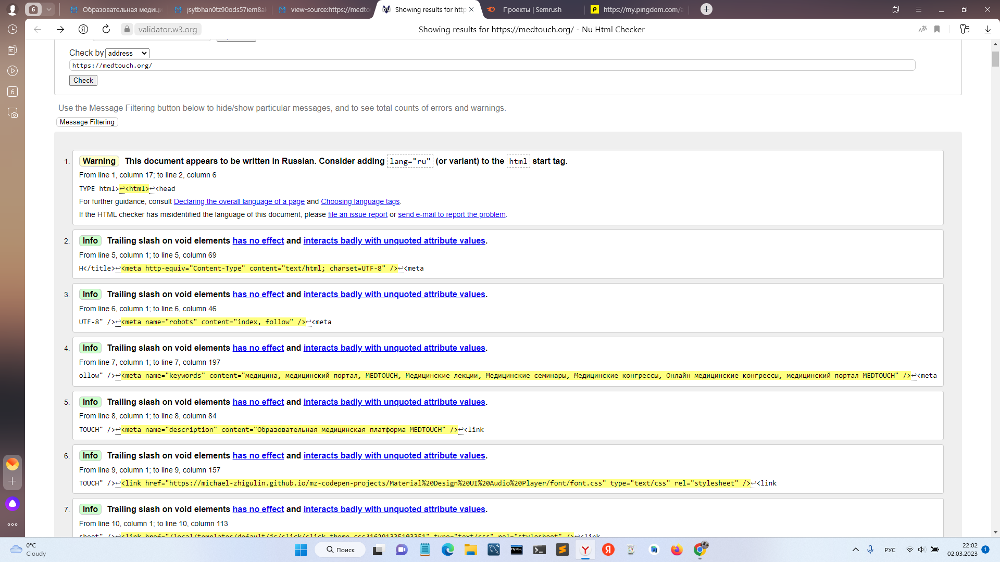 6
Образовательная медици
jsytbhan0tz90ods57iem8a
view-source:https://medto
Showing results for http
Проекты | Semrush
https://my.pingdom.com/
validator.w3.org
Showing results for https://medtouch.org/ - Nu Html Checker
6
Check by address
https://medtouch.org/
Check
Use the Message Filtering button below to hide/show particular messages, and to see total counts of errors and warnings.
Message Filtering
1. Warning This document appears to be written in Russian. Consider adding lang="ru" (or variant) to the html start tag.
From line 1, column 17; to line 2, column 6
TYPE html>↩<html>↩<head
For further guidance, consult Declaring the overall language of a page and Choosing language tags.
If the HTML checker has misidentified the language of this document, please file an issue report or send e-mail to report the problem.
2. Info Trailing slash on void elements has no effect and interacts badly with unquoted attribute values.
From line 5, column 1; to line 5, column 69
H</title>↩<meta http-equiv="Content-Type" content="text/html; charset=UTF-8" />↩<meta
3. Info Trailing slash on void elements has no effect and interacts badly with unquoted attribute values.
From line 6, column 1; to line 6, column 46
UTF-8" />↩<meta name="robots" content="index, follow" />↩<meta
4. Info Trailing slash on void elements has no effect and interacts badly with unquoted attribute values.
From line 7, column 1; to line 7, column 197
ollow" />↩<meta name="keywords" content="медицина, медицинский портал, MEDTOUCH, Медицинские лекции, Медицинские семинары, Медицинские конгрессы, Онлайн медицинские конгрессы, медицинский портал MEDTOUCH" />↩<meta
5. Info Trailing slash on void elements has no effect and interacts badly with unquoted attribute values.
From line 8, column 1; to line 8, column 84
TOUCH" />↩<meta name="description" content="Образовательная медицинская платформа MEDTOUCH" />↩<link
6. Info Trailing slash on void elements has no effect and interacts badly with unquoted attribute values.
From line 9, column 1; to line 9, column 157
TOUCH" />↩<link href="https://michael-zhigulin.github.io/mz-codepen-projects/Material%20Design%20UI%20Audio%20Player/font/font.css" type="text/css" rel="stylesheet" />↩<link
7. Info Trailing slash on void elements has no effect and interacts badly with unquoted attribute values.
From line 10, column 1; to line 10, column 113
sheet" />↩<link href="/local/templates/default/js/slick/slick-theme.css?16291335103351" type="text/css" rel="stylesheet" />↩<link
0°C
Cloudy
Поиск
РУС
22:02
02.03.2023
1